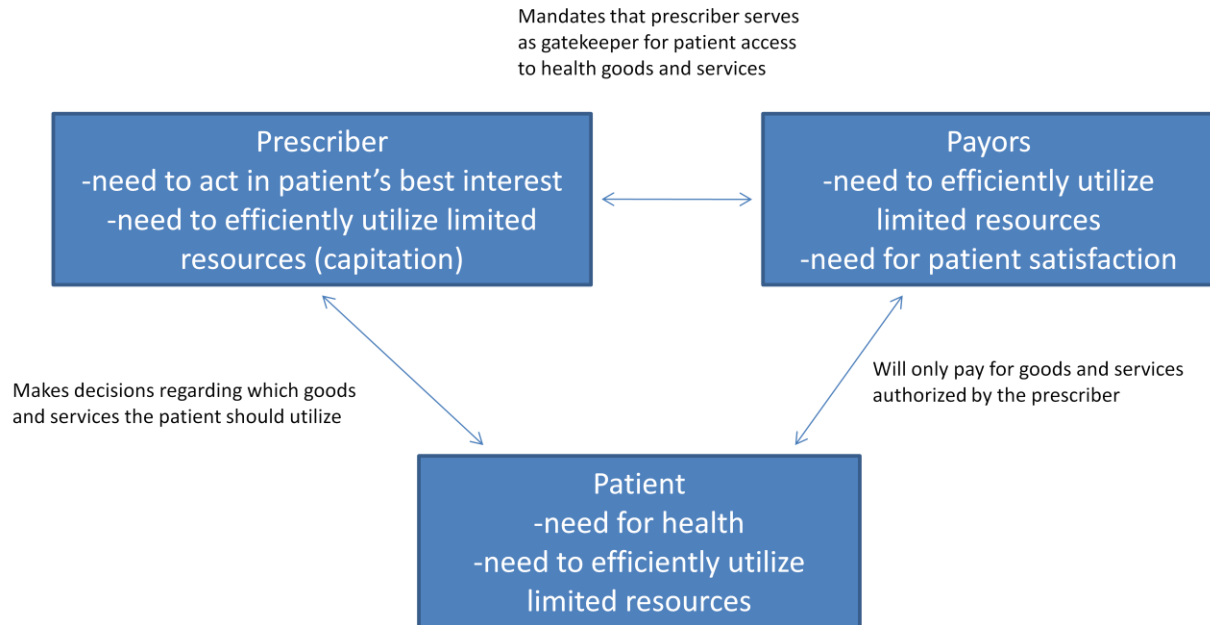 Mandates that prescriber serves
as gatekeeper for patient access
to health goods and services
Prescriber
-need to act in patient’s best interest
-need to efficiently utilize limited
resources (capitation)
Payors
-need to efficiently utilize
limited resources
-need for patient satisfaction
Makes decisions regarding which goods
and services the patient should utilize
Will only pay for goods and services
authorized by the prescriber
Patient
-need for health
-need to efficiently utilize
limited resources